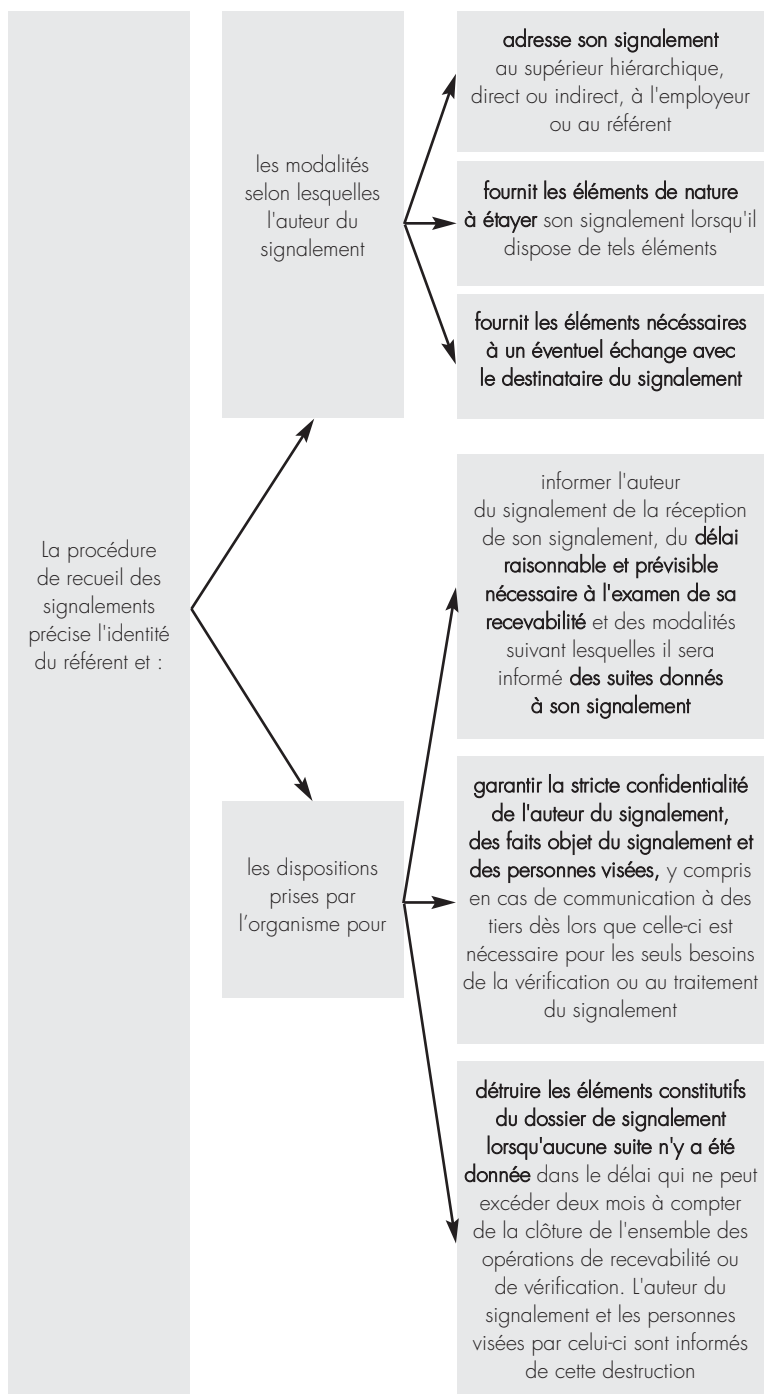 La procédure
de recueil des
signalements
précise l'identité
du référent et :
les modalités
selon lesquelles
l'auteur du
signalement
adresse son signalement
au supérieur hiérarchique,
direct ou indirect, à l'employeur
ou au référent
fournit les éléments de nature
à étayer son signalement lorsqu'il
dispose de tels éléments
fournit les éléments nécéssaires
à un éventuel échange avec
le destinataire du signalement
les dispositions
prises par
l’organisme pour
informer l'auteur
du signalement de la réception
de son signalement, du délai
raisonnable et prévisible
nécessaire à l'examen de sa
recevabilité et des modalités
suivant lesquelles il sera
informé des suites donnés
à son signalement
garantir la stricte confidentialité
de l'auteur du signalement,
des faits objet du signalement et
des personnes visées, y compris
en cas de communication à des
tiers dès lors que celle-ci est
nécessaire pour les seuls besoins
de la vérification ou au traitement
du signalement
détruire les éléments constitutifs
du dossier de signalement
lorsqu'aucune suite n'y a été
donnée dans le délai qui ne peut
excéder deux mois à compter
de la clôture de l'ensemble des
opérations de recevabilité ou
de vérification. L'auteur du
signalement et les personnes
visées par celui-ci sont informés
de cette destruction